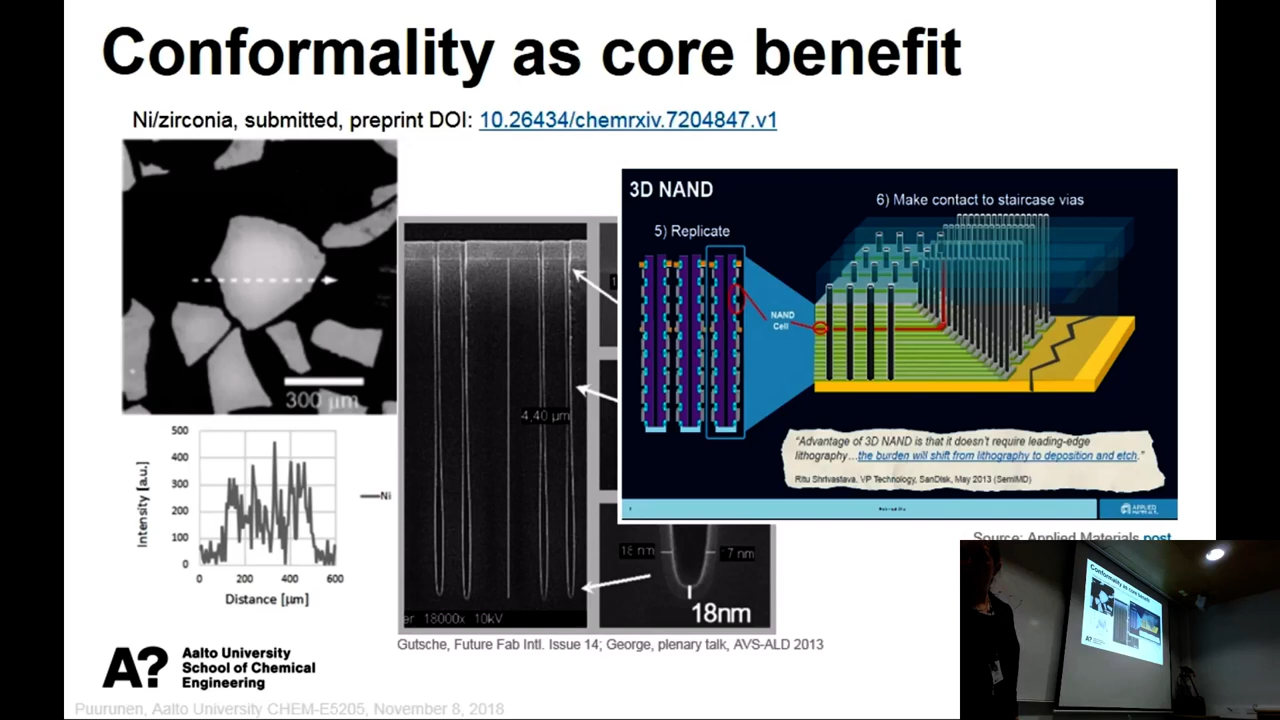 Conformality as core benefit
Ni/zirconia, submitted, preprint DOI: 10.26434/chemrxiv.7204847.v1
300 µm
500
400
300
200
100
0
Intensity [a.u.]
Ni
0 200 400 600
Distance [µm]
4,40 µm
18000x 10kV
18 nm
7 nm
18nm
3D NAND
5) Replicate
6) Make contact to staircase vias
NAND
Cell
"Advantage of 3D NAND is that it doesn't require leading-edge
lithography…the burden will shift from lithography to deposition and etch."
Ritu Shrivastava, VP Technology, SanDisk, May 2013 (SemiMD)
APPLIED
Source: Applied Materials post
Gutsche, Future Fab Intl. Issue 14; George, plenary talk, AVS-ALD 2013
A?
Aalto University
School of Chemical
Engineering
Puurunen, Aalto University CHEM-E5205, November 8, 2018
Conformality as core benefit